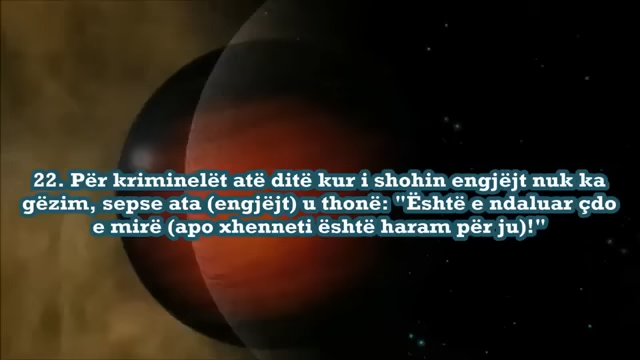 22. Për kriminelët atë ditë kur i shohin engjëjt nuk ka
gëzim, sepse ata (engjëjt) u thonë: "Është e ndaluar çdo
e mirë (apo xhenneti është haram për ju)!"